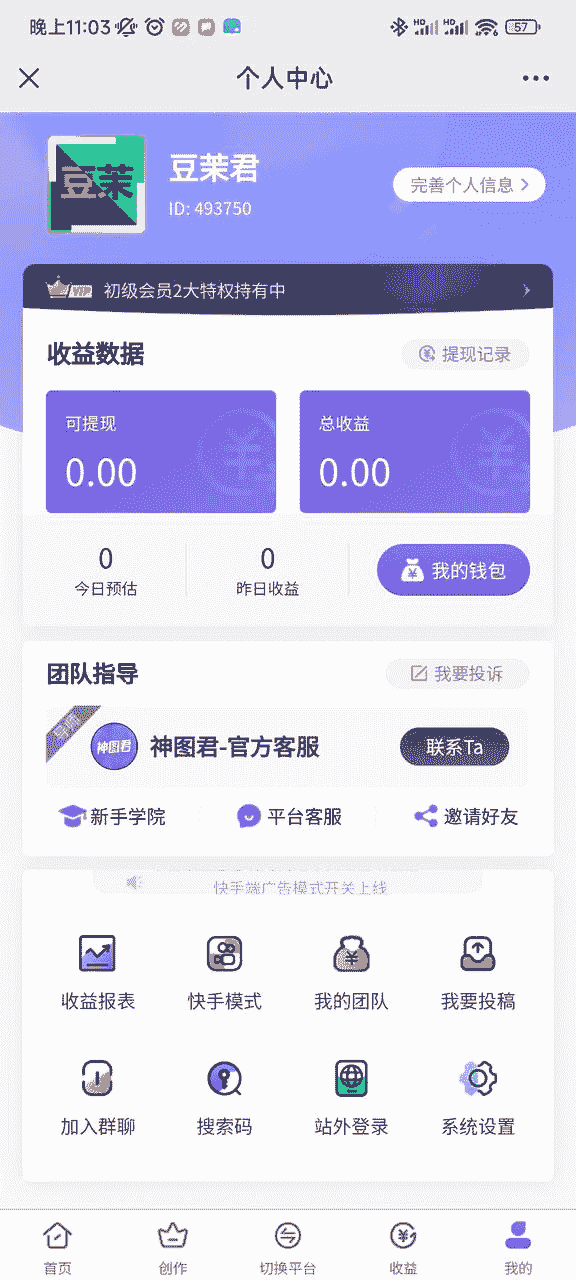 晚上11:03
HD HD 57
个人中心
豆茉
豆茉君
ID: 493750
完善个人信息
VIP 初级会员2大特权持有中
收益数据
提现记录
可提现
0.00
总收益
0.00
0
今日预估
0
昨日收益
我的钱包
团队指导
我要投诉
导师
神图君
神图君-官方客服
联系Ta
新手学院
平台客服
邀请好友
快手端广告模式开关上线
收益报表
快手模式
我的团队
我要投稿
加入群聊
搜索码
站外登录
系统设置
首页
创作
切换平台
收益
我的